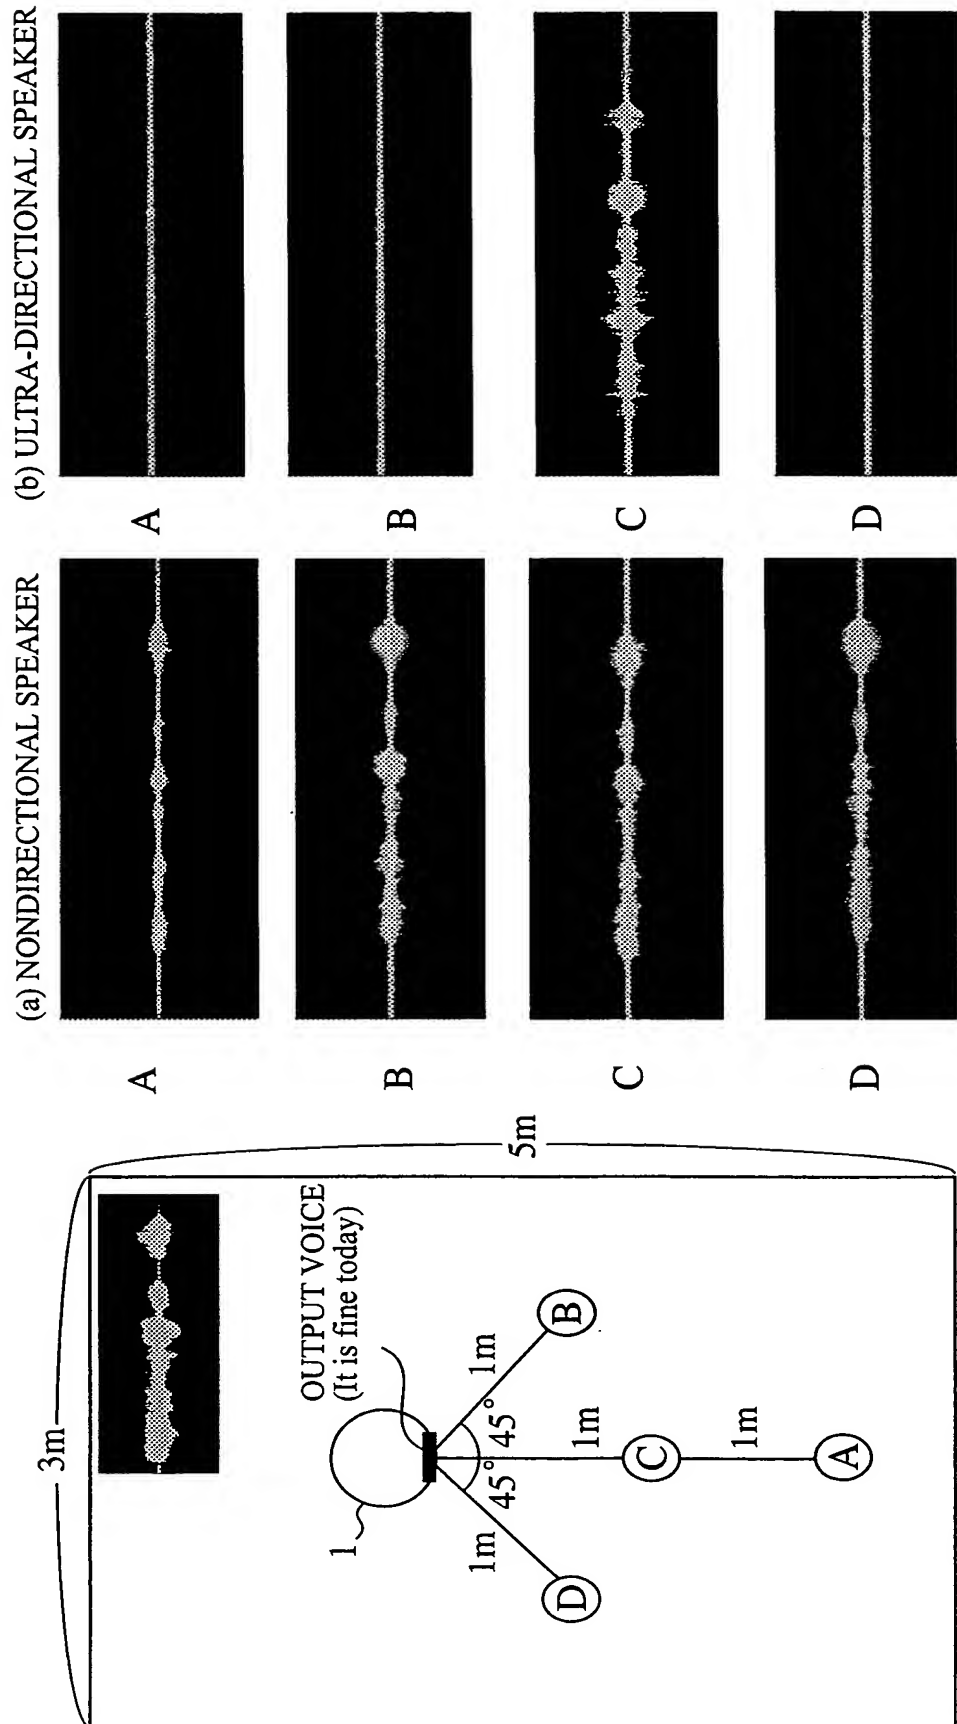 3m
5m
OUTPUT VOICE
(It is fine today)
1
45°
45°
1m
1m
1m
1m
D
B
C
A
(a) NONDIRECTIONAL SPEAKER
A
B
C
D
(b) ULTRA-DIRECTIONAL SPEAKER
A
B
C
D